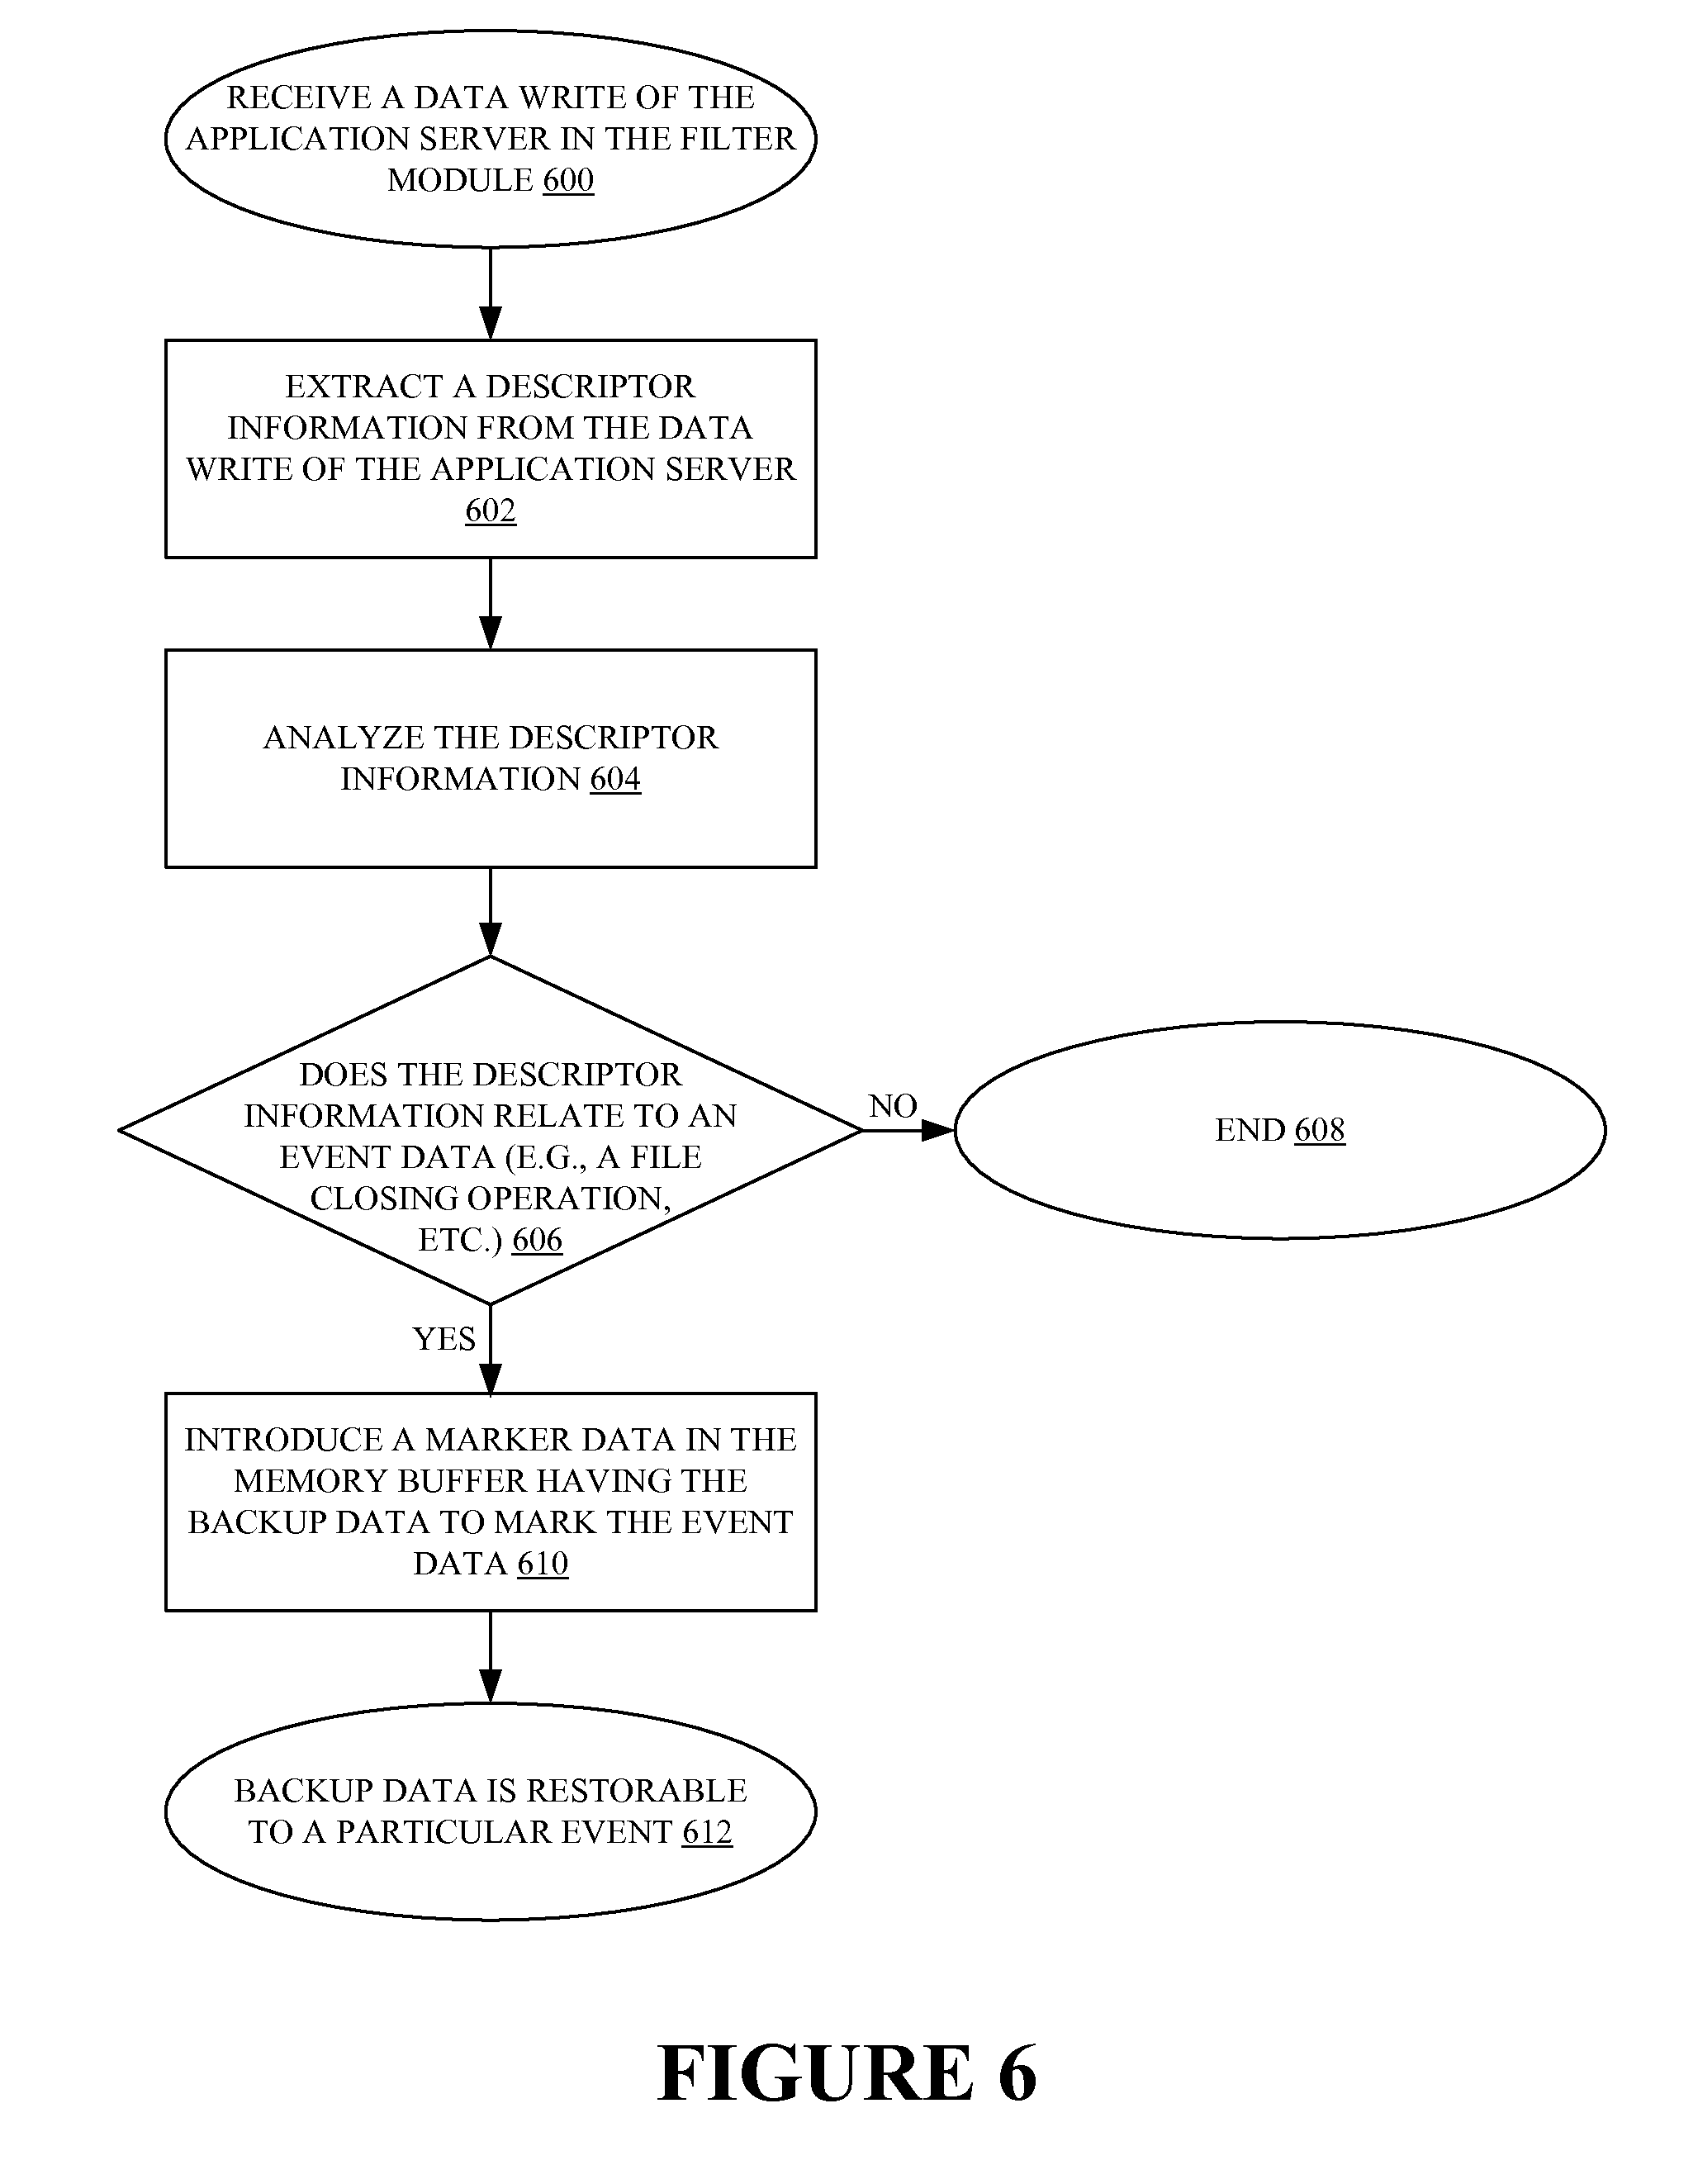 RECEIVE A DATA WRITE OF THE
APPLICATION SERVER IN THE FILTER
MODULE 600
EXTRACT A DESCRIPTOR
INFORMATION FROM THE DATA
WRITE OF THE APPLICATION SERVER
602
ANALYZE THE DESCRIPTOR
INFORMATION 604
DOES THE DESCRIPTOR
INFORMATION RELATE TO AN
EVENT DATA (E.G., A FILE
CLOSING OPERATION,
ETC.) 606
NO
END 608
YES
INTRODUCE A MARKER DATA IN THE
MEMORY BUFFER HAVING THE
BACKUP DATA TO MARK THE EVENT
DATA 610
BACKUP DATA IS RESTORABLE
TO A PARTICULAR EVENT 612
FIGURE 6